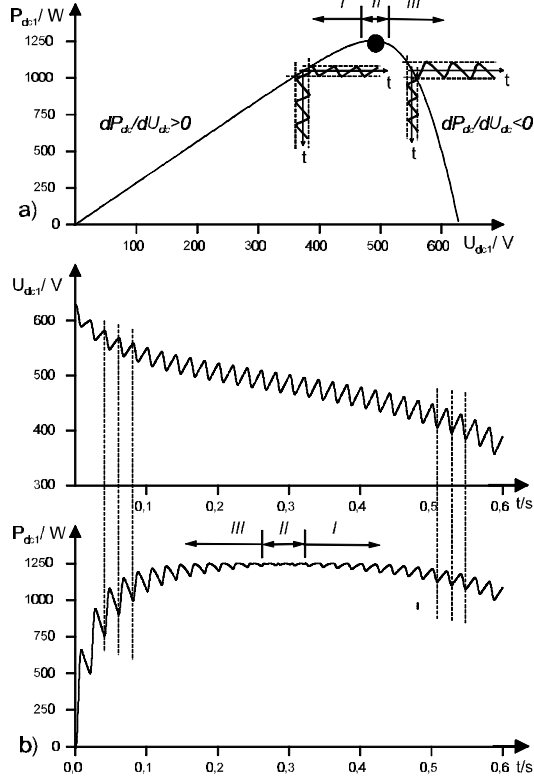 P_dc1/ W
I II III
1250
1000
750
500
250
0
dP_dc/dU_dc>0
dP_dc/dU_dc<0
t
t
t
t
a)
100 200 300 400 500 600 U_dc1/ V
U_dc1/ V
600
500
400
300
0,1 0,2 0,3 0,4 0,5 0,6 t/s
P_dc1/ W
III II I
1250
1000
750
500
250
0
b)
0,0 0,1 0,2 0,3 0,4 0,5 0,6 t/s